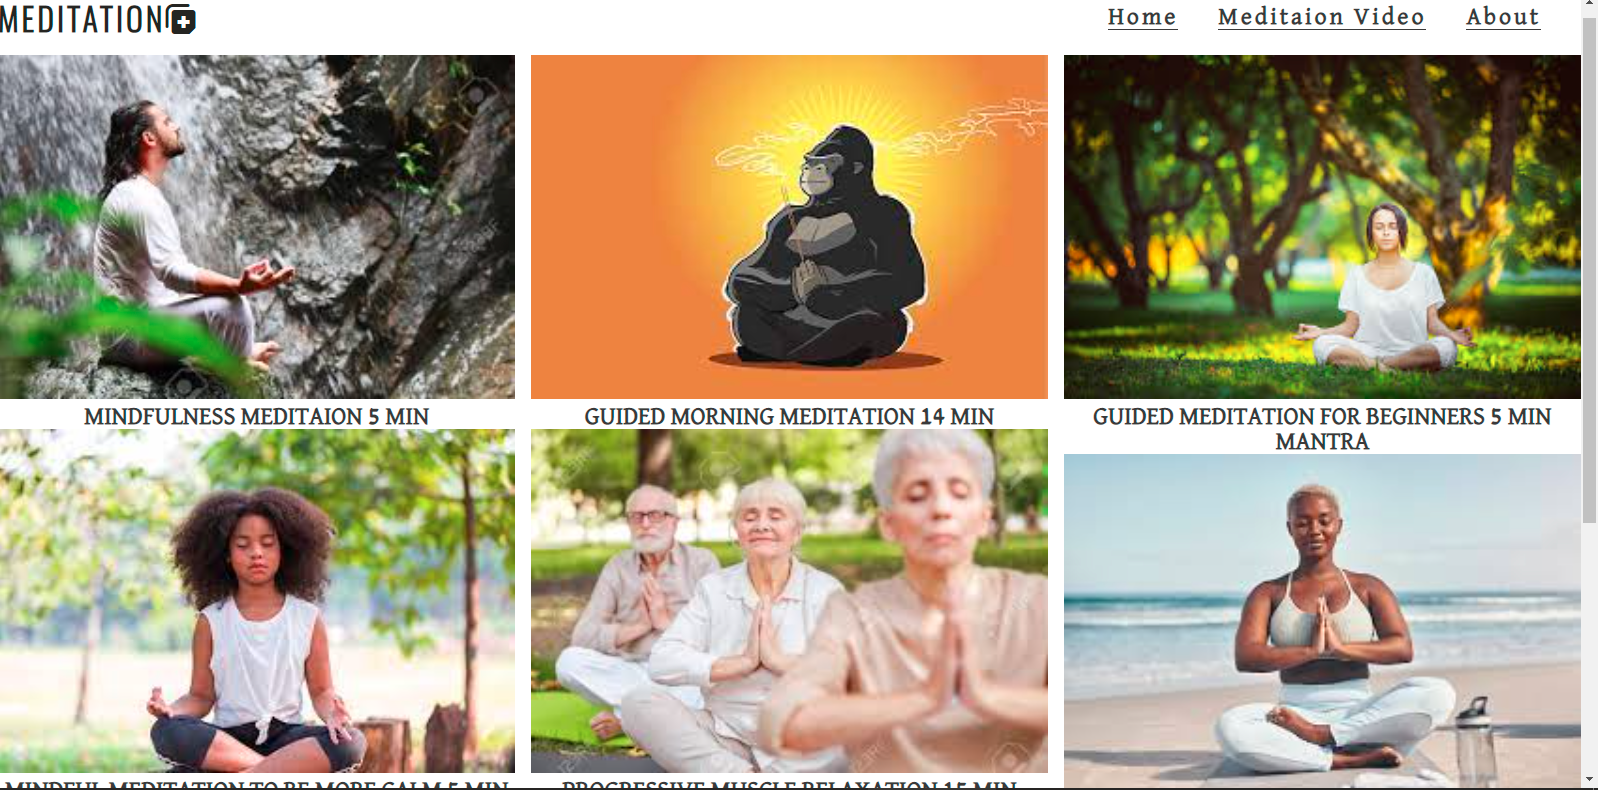 MEDITATION
Home
Meditaion Video
About
MINDFULNESS MEDITAION 5 MIN
GUIDED MORNING MEDITATION 14 MIN
GUIDED MEDITATION FOR BEGINNERS 5 MIN
MANTRA
MINDFUL MEDITATION TO BE MORE CALM 5 MIN
PROGRESSIVE MUSCLE RELAXATION 15 MIN